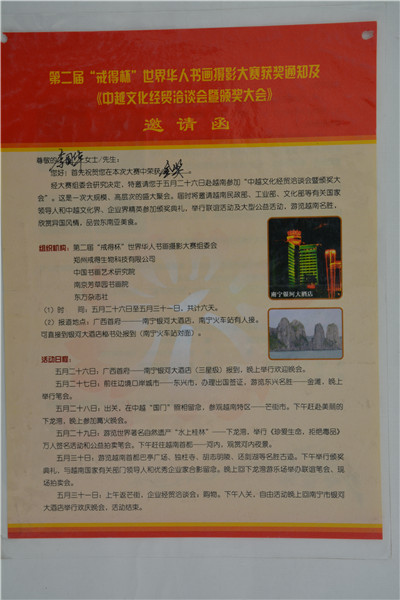 第二届“戒得杯”世界华人书画摄影大赛获奖通知及
《中越文化经贸洽谈会暨颁奖大会》
邀请函
尊敬的 女士/先生:
您好:首先祝贺您在本次大赛中荣获 金奖
经大赛组委会研究决定,特邀请您于五月二十六日赴越南参加“中越文化经贸洽谈会暨颁奖大
会”。这是一次大规模、高层次的盛大聚会。届时将邀请越南民政部、工业部、文化部等有关国家
领导人和中越文化界、企业界精英参加颁奖典礼,举行联谊活动及大型公益活动,游览越南名胜,
欣赏异国风情,品尝东南亚美食。
组织机构:第二届“戒得杯”世界华人书画摄影大赛组委会
郑州戒得生物科技有限公司
中国书画艺术研究院
南京芳草园书画院
东方杂志社
(1)时 间:五月二十六日至五月三十一日,共计六天。
(2)报道地点:广西首府——南宁银河大酒店,南宁火车站有人接。
可直接到银河大酒店秘书处报到(南宁火车站对面)。
南宁银河大酒店
活动日程:
五月二十六日:广西首府——南宁银河大酒店(三星级)报到,晚上举行欢迎晚会。
五月二十七日:前往边境口岸城市——东兴市,办理出国签证,游览东兴名胜——金滩,晚上
举行笔会。
五月二十八日:出关,在中越“国门”前照相留念,参观越南特区——芒街市。下午赶赴美丽的
下龙湾,晚上参加篝火晚会。
五月二十九日:游览世界著名自然遗产“水上桂林”——下龙湾,举行《珍爱生命,拒绝毒品》
万人签名活动和公益拍卖笔会。下午赶往越南首都——河内,观赏河内夜景。
五月三十日:游览越南首都巴亭广场、独柱寺、胡志明陵、还剑湖等名胜古迹。下午举行颁奖
典礼,与越南国家有关部门领导人和优秀企业家合影留念。晚上回下龙湾游乐场举办联谊笔会、现
场拍卖会。
五月三十一日:上午返芒街,企业经贸洽谈会;购物。下午入关,自由活动晚上回南宁市银河
大酒店举行欢庆晚会,活动结束。